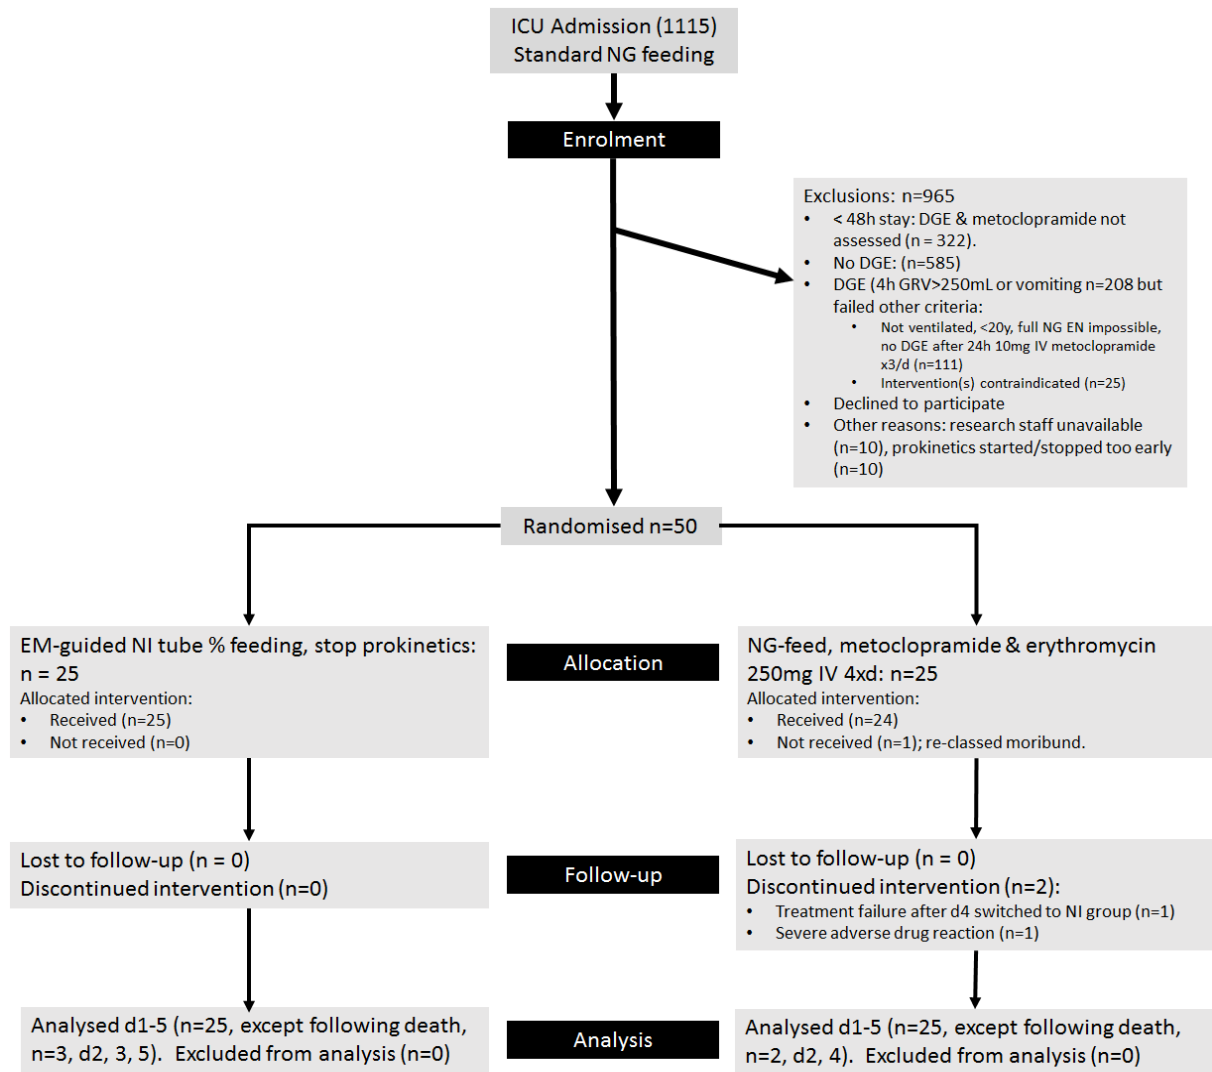 ICU Admission (1115)
Standard NG feeding
Enrolment
Exclusions: n=965
• < 48h stay: DGE & metoclopramide not
assessed (n = 322).
• No DGE: (n=585)
• DGE (4h GRV>250mL or vomiting n=208 but
failed other criteria:
• Not ventilated, <20y, full NG EN impossible,
no DGE after 24h 10mg IV metoclopramide
x3/d (n=111)
• Intervention(s) contraindicated (n=25)
• Declined to participate
• Other reasons: research staff unavailable
(n=10), prokinetics started/stopped too early
(n=10)
Randomised n=50
EM-guided NI tube % feeding, stop prokinetics:
n = 25
Allocated intervention:
• Received (n=25)
• Not received (n=0)
Allocation
NG-feed, metoclopramide & erythromycin
250mg IV 4xd: n=25
Allocated intervention:
• Received (n=24)
• Not received (n=1); re-classed moribund.
Lost to follow-up (n = 0)
Discontinued intervention (n=0)
Follow-up
Lost to follow-up (n = 0)
Discontinued intervention (n=2):
• Treatment failure after d4 switched to NI group (n=1)
• Severe adverse drug reaction (n=1)
Analysed d1-5 (n=25, except following death,
n=3, d2, 3, 5). Excluded from analysis (n=0)
Analysis
Analysed d1-5 (n=25, except following death,
n=2, d2, 4). Excluded from analysis (n=0)